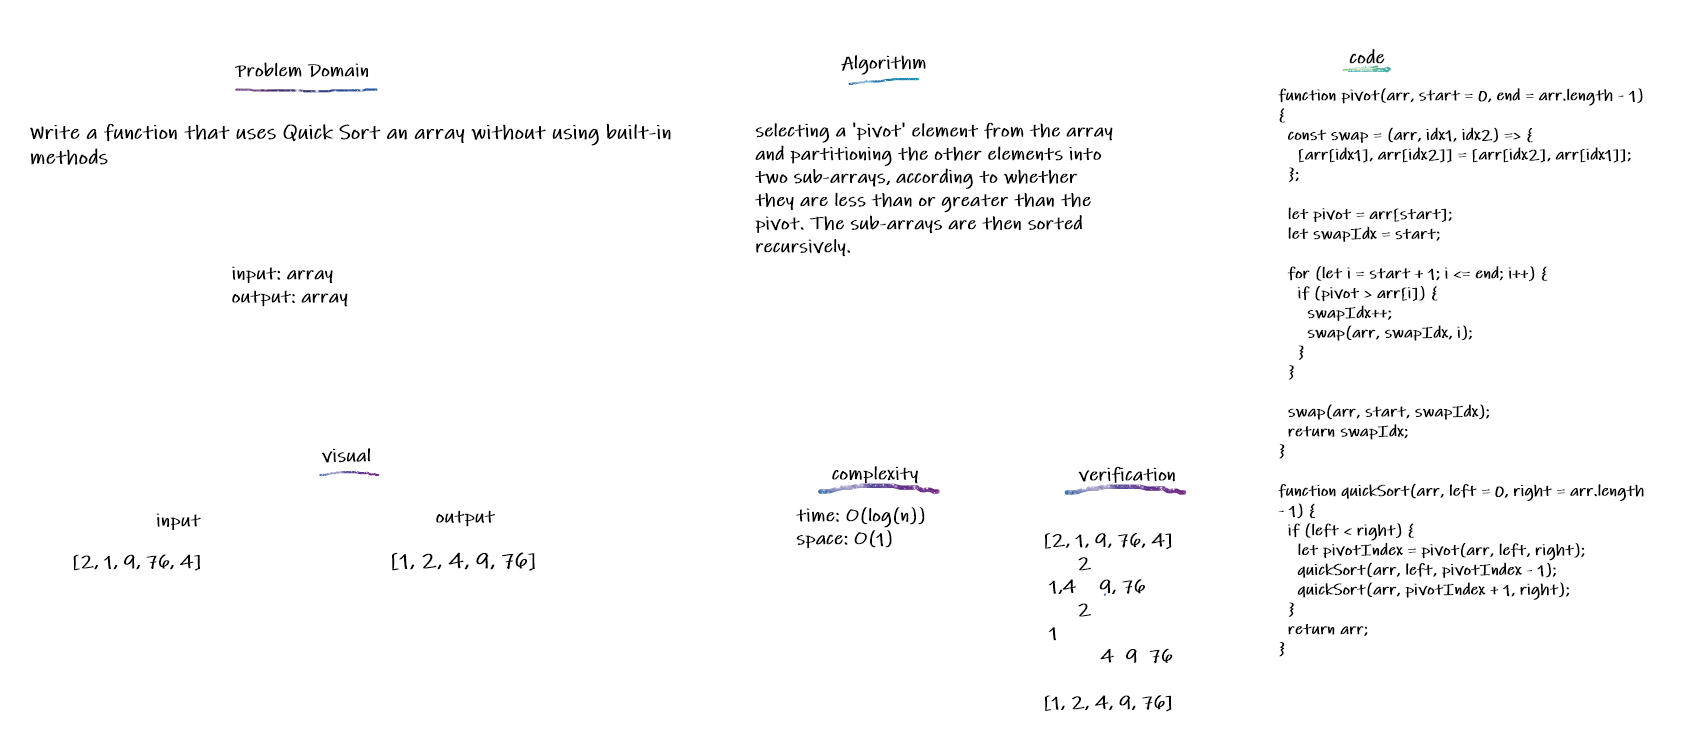 Problem Domain
write a function that uses Quick Sort an array without using built-in
methods
input: array
output: array
visual
input
output
[2, 1, 9, 76, 4]
[1, 2, 4, 9, 76]
Algorithm
selecting a 'pivot' element from the array
and partitioning the other elements into
two sub-arrays, according to whether
they are less than or greater than the
pivot. The sub-arrays are then sorted
recursively.
complexity
time: O(log(n))
space: O(1)
verification
[2, 1, 9, 76, 4]
2
1,4 9, 76
2
1
4 9 76
[1, 2, 4, 9, 76]
code
function pivot(arr, start = 0, end = arr.length - 1)
{
const swap = (arr, idx1, idx2) => {
[arr[idx1], arr[idx2]] = [arr[idx2], arr[idx1]];
};
let pivot = arr[start];
let swapIdx = start;
for (let i = start + 1; i <= end; i++) {
if (pivot > arr[i]) {
swapIdx++;
swap(arr, swapIdx, i);
}
}
swap(arr, start, swapIdx);
return swapIdx;
}
function quickSort(arr, left = 0, right = arr.length
- 1) {
if (left < right) {
let pivotIndex = pivot(arr, left, right);
quickSort(arr, left, pivotIndex - 1);
quickSort(arr, pivotIndex + 1, right);
}
return arr;
}